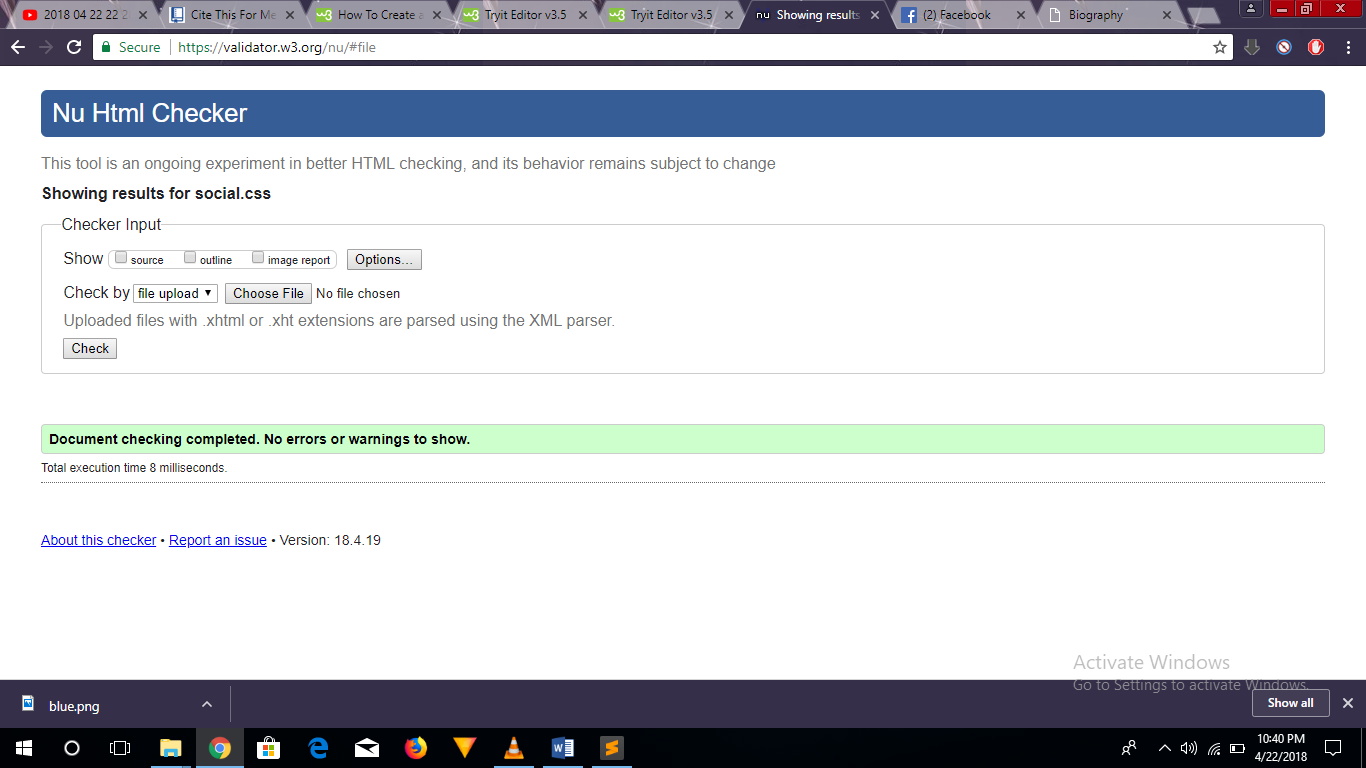 2018 04 22 22 2
Cite This For Me
How To Create a
Tryit Editor v3.5
Tryit Editor v3.5
nu Showing results
(2) Facebook
Biography
Secure https://validator.w3.org/nu/#file
Nu Html Checker
This tool is an ongoing experiment in better HTML checking, and its behavior remains subject to change
Showing results for social.css
Checker Input
Show source outline image report Options...
Check by file upload Choose File No file chosen
Uploaded files with .xhtml or .xht extensions are parsed using the XML parser.
Check
Document checking completed. No errors or warnings to show.
Total execution time 8 milliseconds.
About this checker • Report an issue • Version: 18.4.19
Activate Windows
Go to Settings to activate Windows.
blue.png
Show all
10:40 PM
4/22/2018